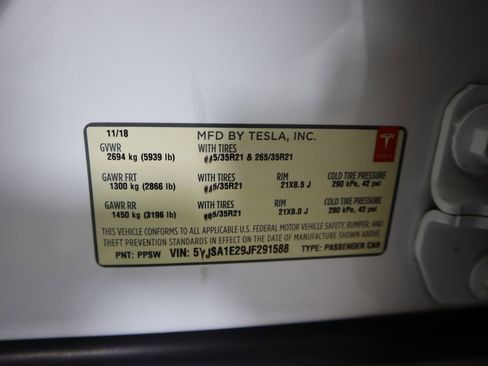 11/18 MFD BY TESLA, INC.
GVWR WITH TIRES
2694 kg (5939 lb) 5/35R21 & 265/35R21
GAWR FRT WITH TIRES RIM COLD TIRE PRESSURE
1300 kg (2866 lb) 5/35R21 21X8.5 J 290 kPa, 42 psi
GAWR RR WITH TIRES RIM COLD TIRE PRESSURE
1450 kg (3196 lb) 5/35R21 21X9.0 J 290 kPa, 42 psi
THIS VEHICLE CONFORMS TO ALL APPLICABLE U.S. FEDERAL MOTOR VEHICLE SAFETY, BUMPER,
AND THEFT PREVENTION STANDARDS IN EFFECT ON THE DATE OF MANUFACTURE SHOWN ABOVE.
PNT: PPSW VIN: 5YJSA1E29JF291588 TYPE: PASSENGER CAR